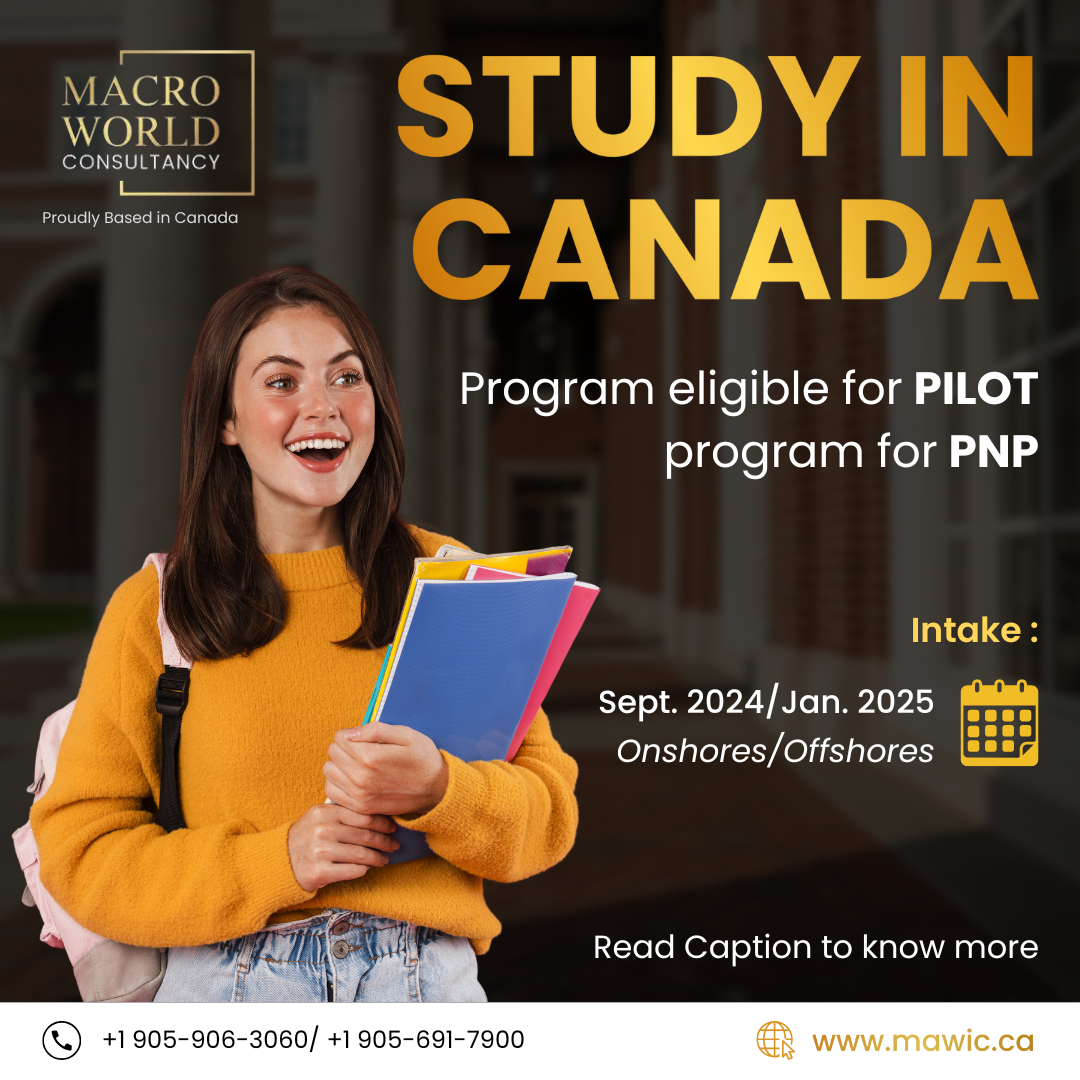 MACRO
WORLD
CONSULTANCY
Proudly Based in Canada
STUDY IN
CANADA
Program eligible for PILOT
program for PNP
Intake :
Sept. 2024/Jan. 2025
Onshores/Offshores
Read Caption to know more
+1 905-906-3060/ +1 905-691-7900
www.mawic.ca